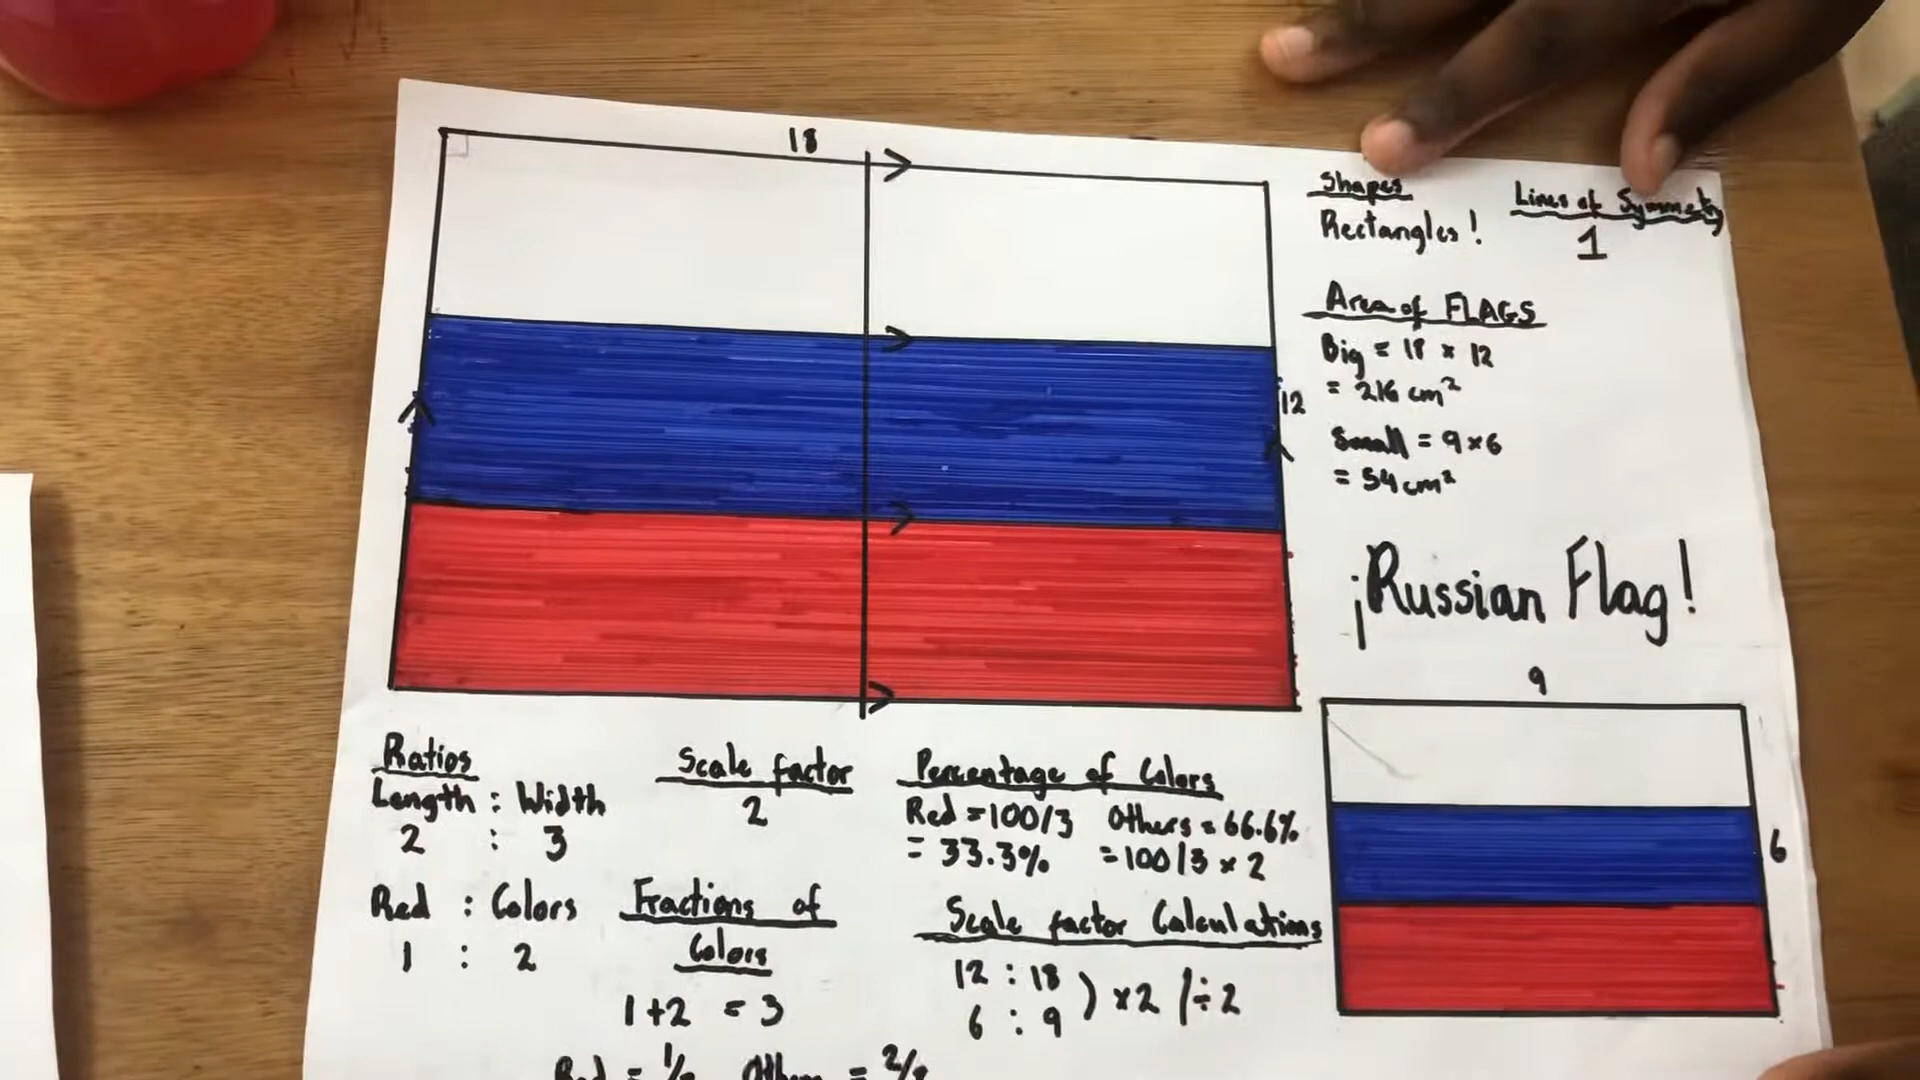 18
12
Shapes
Rectangles!
Lines of Symmetry
1
Area of FLAGS
Big = 18 × 12
= 216 cm²
Small = 9×6
= 54cm²
¡Russian Flag!
9
6
Ratios
Length : Width
2 : 3
Red : Colors
1 : 2
Scale factor
2
Fractions of
Colors
1+2 = 3
Red =
= 2/
Percentage of Colors
Red = 100/3 Others = 66.6%
= 33.3% = 100/3 × 2
Scale factor Calculations
12 : 18
6 : 9
) ×2 /÷2